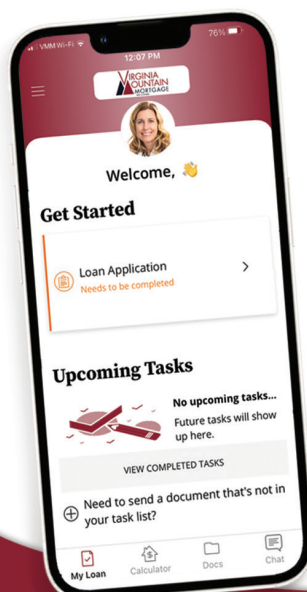 VMM Wi-Fi
76%
12:07 PM
VIRGINIA
MOUNTAIN
MORTGAGE
Welcome, 👋
Get Started
Loan Application
Needs to be completed
Upcoming Tasks
No upcoming tasks...
Future tasks will show
up here.
VIEW COMPLETED TASKS
Need to send a document that's not in
your task list?
My Loan
Calculator
Docs
Chat